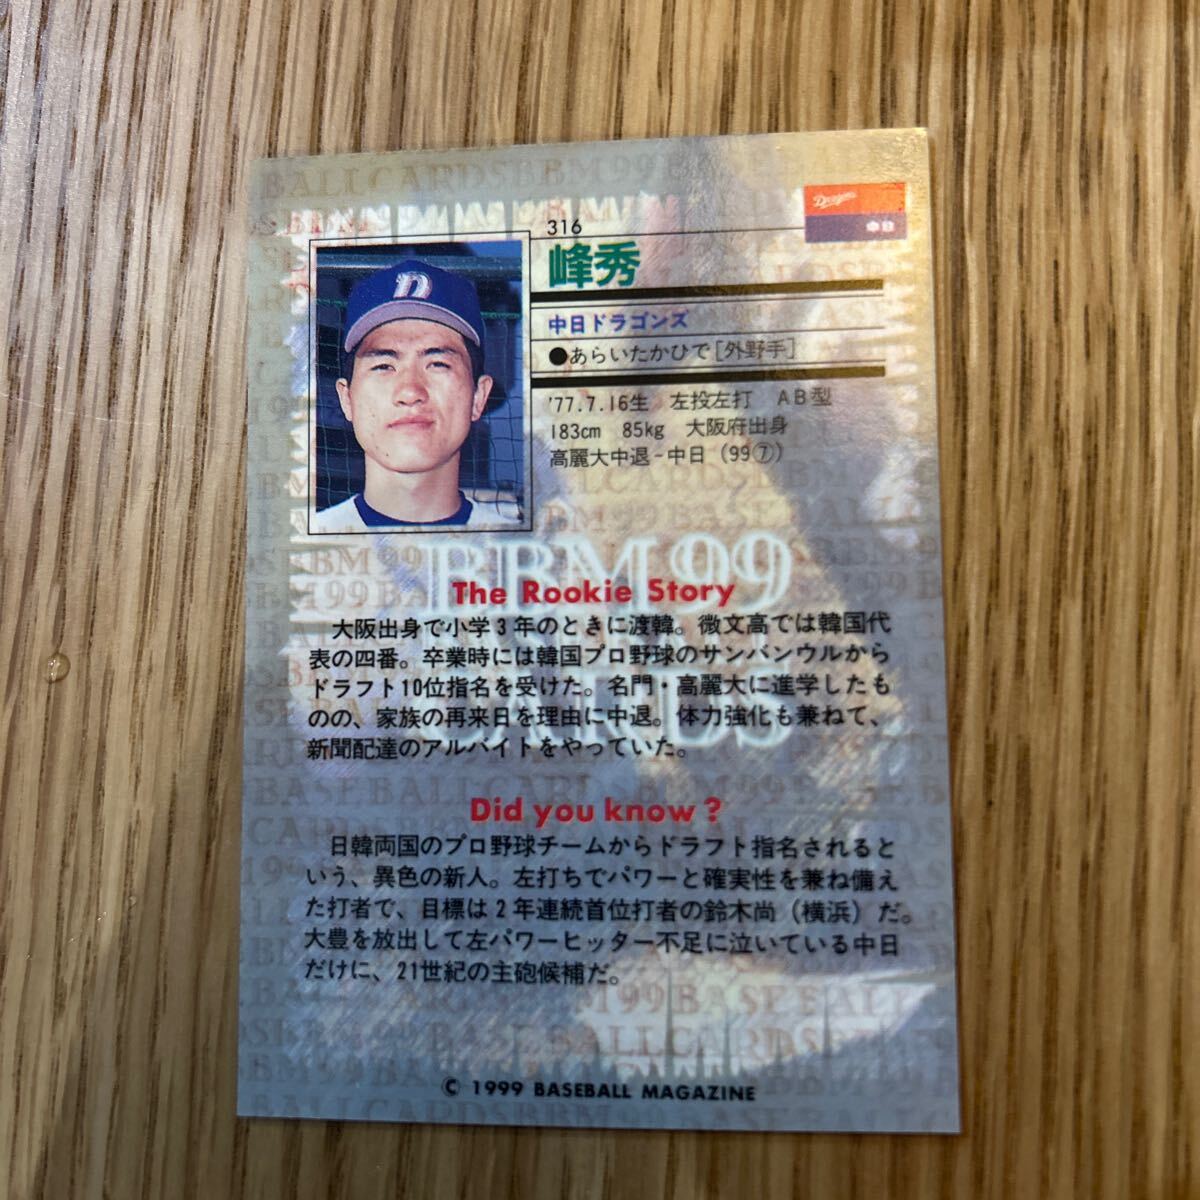 316
Dragons
中日
峰秀
中日ドラゴンズ
●あらいたかひで[外野手]
'77.7.16生 左投左打 AB型
183cm 85kg 大阪府出身
高麗大中退-中日(99⑦)
D
BBM 99
BASEBALL
CARDS
The Rookie Story
大阪出身で小学3年のときに渡韓。微文高では韓国代
表の四番。卒業時には韓国プロ野球のサンバンウルから
ドラフト10位指名を受けた。名門・高麗大に進学したも
のの、家族の再来日を理由に中退。体力強化も兼ねて、
新聞配達のアルバイトをやっていた。
Did you know?
日韓両国のプロ野球チームからドラフト指名されると
いう、異色の新人。左打ちでパワーと確実性を兼ね備え
た打者で、目標は2年連続首位打者の鈴木尚(横浜)だ。
大豊を放出して左パワーヒッター不足に泣いている中日
だけに、21世紀の主砲候補だ。
© 1999 BASEBALL MAGAZINE